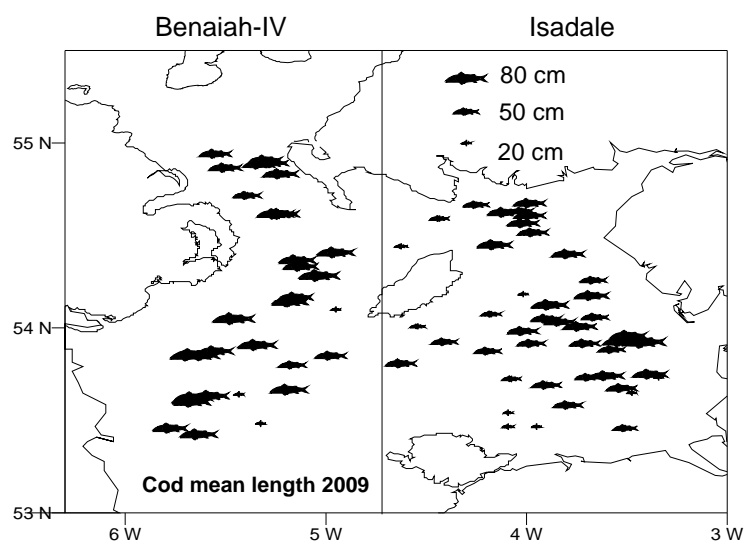 Benaiah-IV Isadale
80 cm
50 cm
20 cm
55 N
54 N
53 N
Cod mean length 2009
6 W 5 W 4 W 3 W